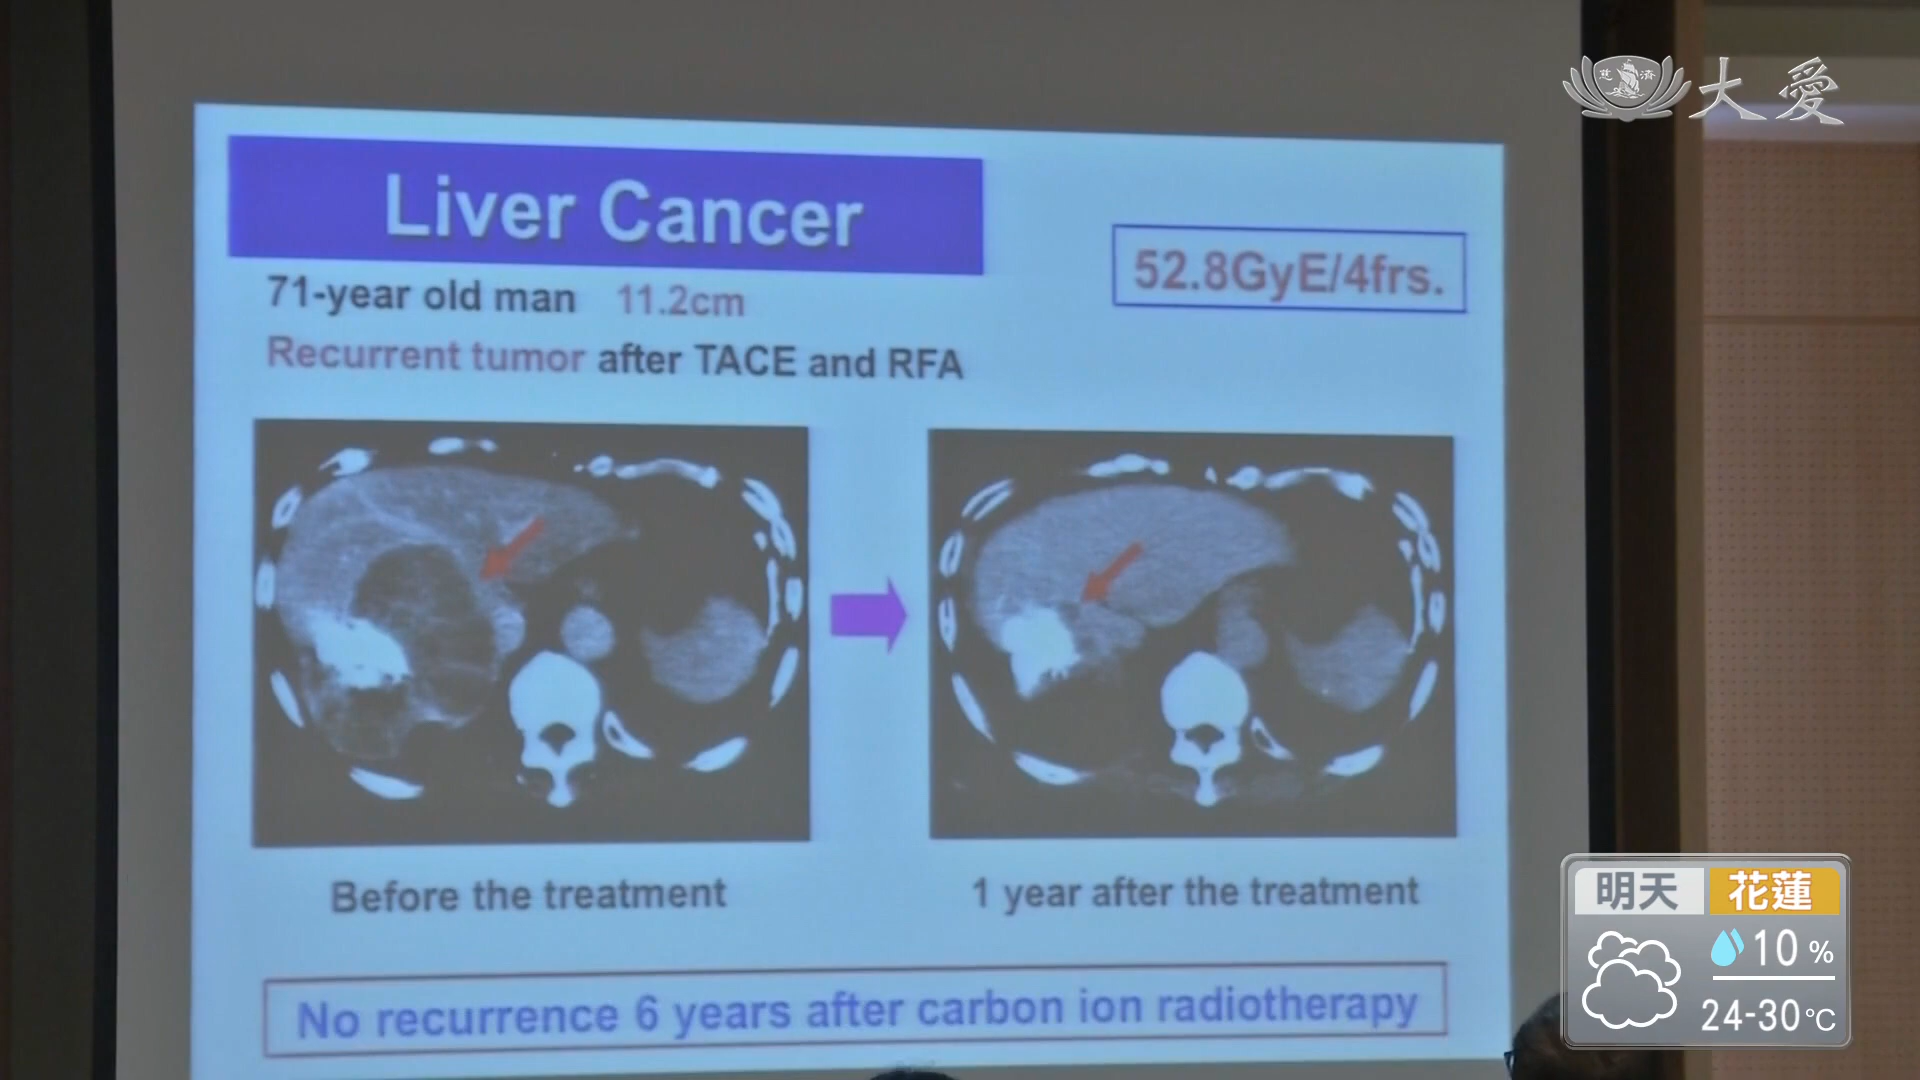 慈濟
大愛
Liver Cancer
52.8GyE/4frs.
71-year old man 11.2cm
Recurrent tumor after TACE and RFA
Before the treatment
1 year after the treatment
No recurrence 6 years after carbon ion radiotherapy
明天 花蓮
10 %
24-30°C